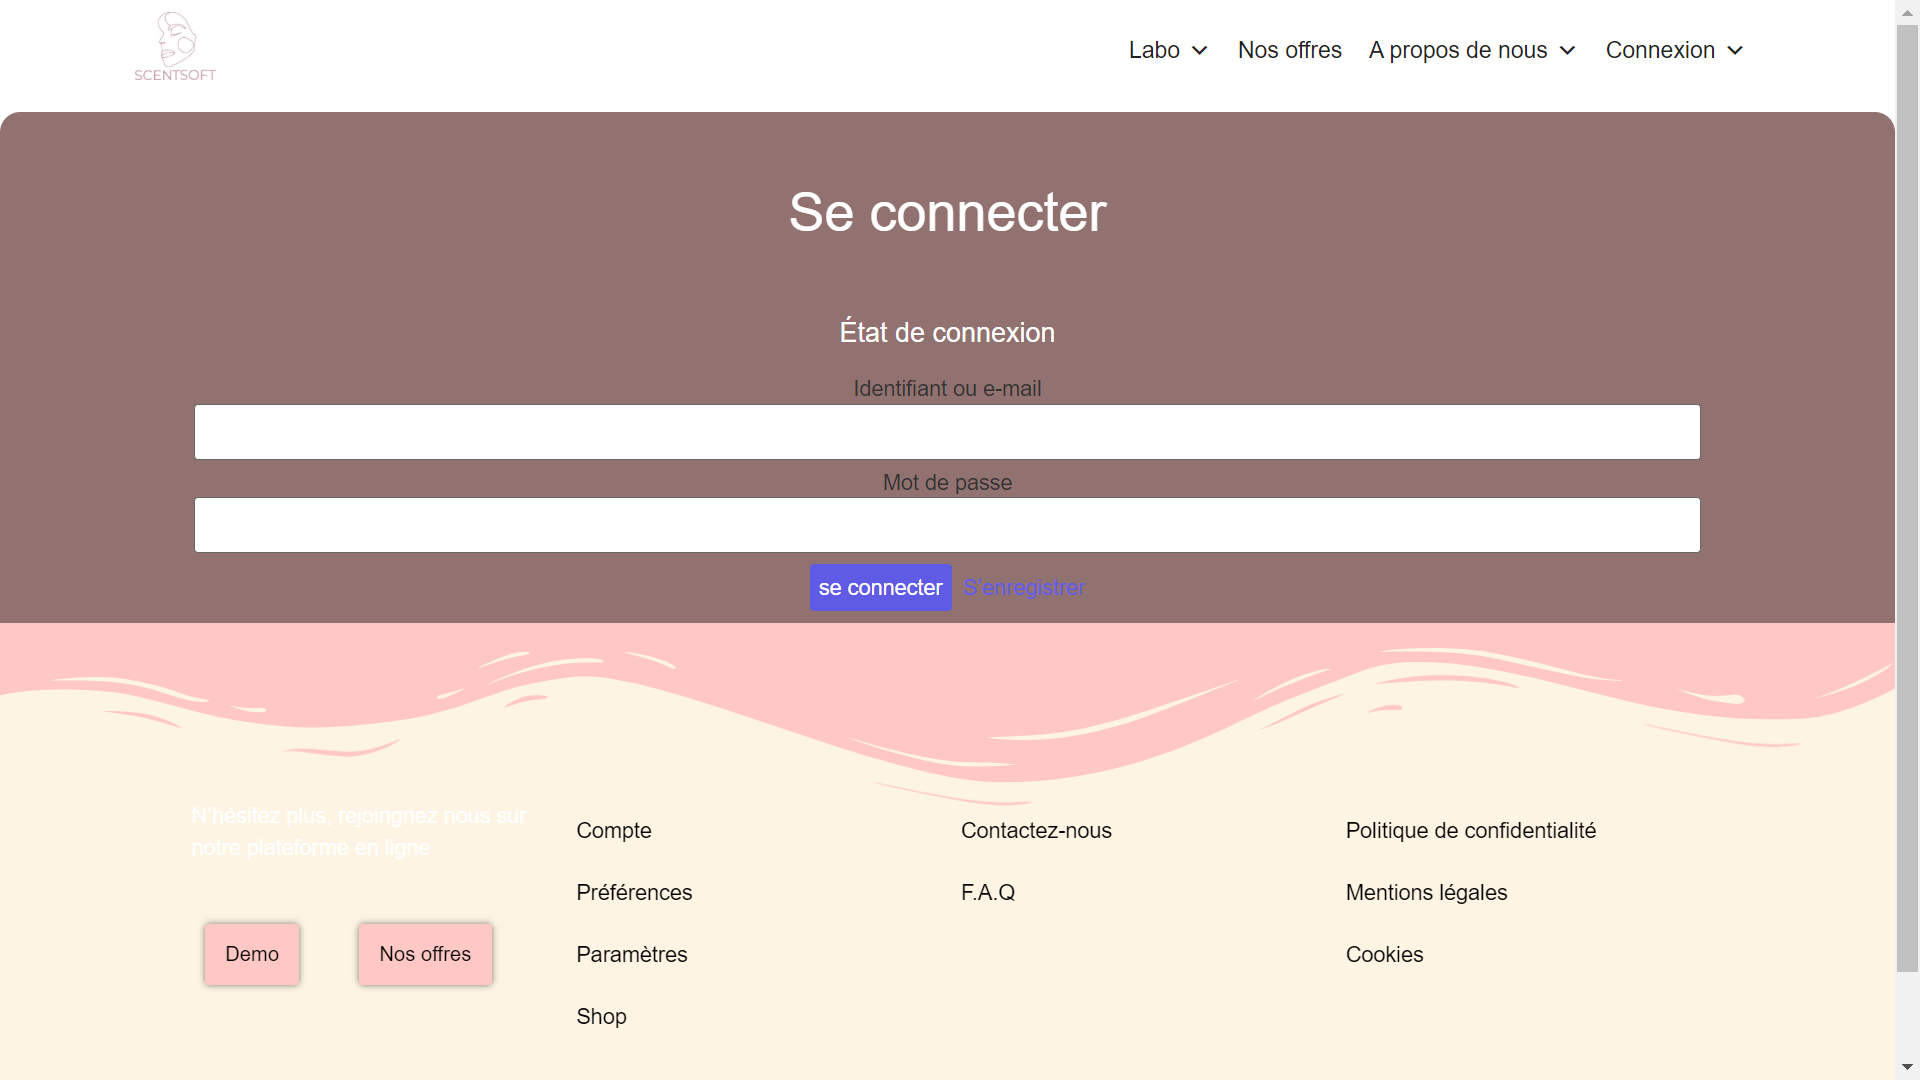 SCENTSOFT
Labo
Nos offres
A propos de nous
Connexion
Se connecter
État de connexion
Identifiant ou e-mail
Mot de passe
se connecter
S'enregistrer
N'hésitez plus, rejoingnez nous sur
notre plateforme en ligne
Demo
Nos offres
Compte
Préférences
Paramètres
Shop
Contactez-nous
F.A.Q
Politique de confidentialité
Mentions légales
Cookies